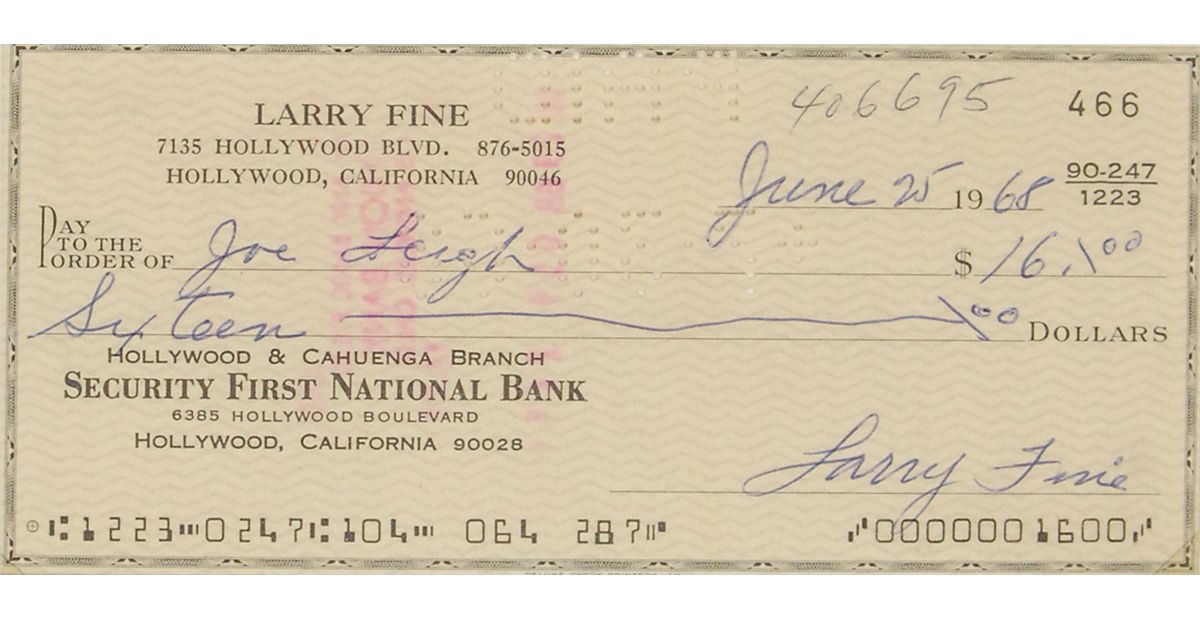 406695
466
LARRY FINE
7135 HOLLYWOOD BLVD. 876-5015
HOLLYWOOD, CALIFORNIA 90046
June 25 1968
90-247
1223
PAY TO THE ORDER OF Joe Leigh $ 16.\00
Sixteen \00 DOLLARS
HOLLYWOOD & CAHUENGA BRANCH
SECURITY FIRST NATIONAL BANK
6385 HOLLYWOOD BOULEVARD
HOLLYWOOD, CALIFORNIA 90028
Larry Fine
⑆1223⑉0247⑆104⑉ 064 287⑈ ⑇0000001600⑇